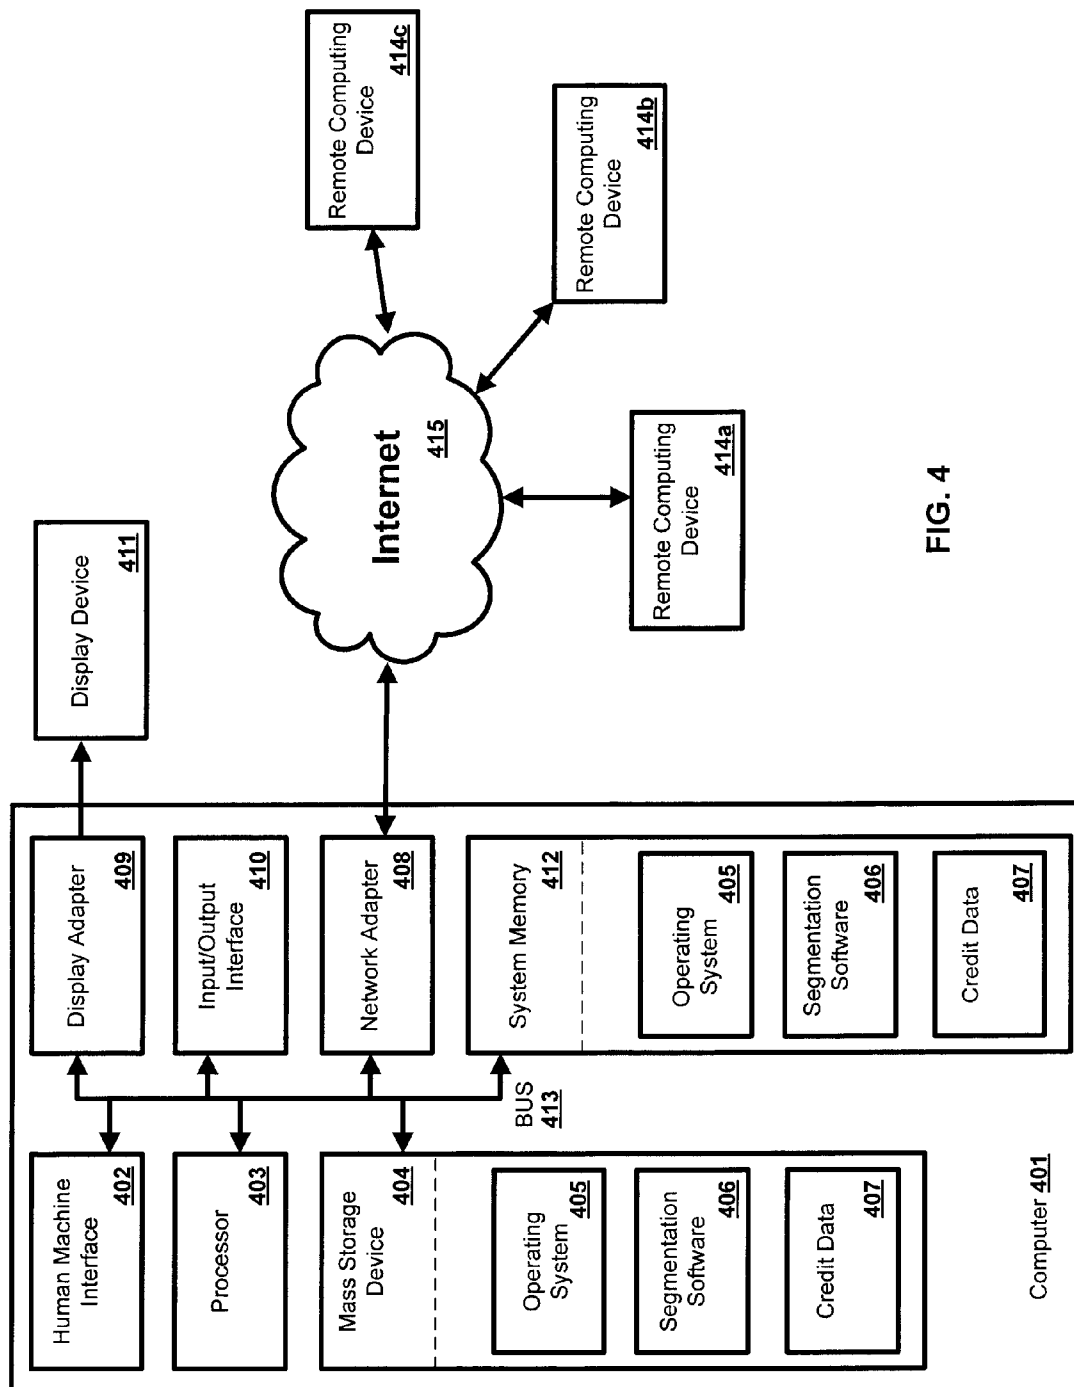 Human Machine
Interface
402
Processor
403
Mass Storage
Device
404
Operating
System
405
Segmentation
Software
406
Credit Data
407
Computer 401
BUS
413
Display Adapter
409
Input/Output
Interface
410
Network Adapter
408
System Memory
412
Operating
System
405
Segmentation
Software
406
Credit Data
407
Display Device
411
Internet
415
Remote Computing
Device
414a
Remote Computing
Device
414b
Remote Computing
Device
414c
FIG. 4